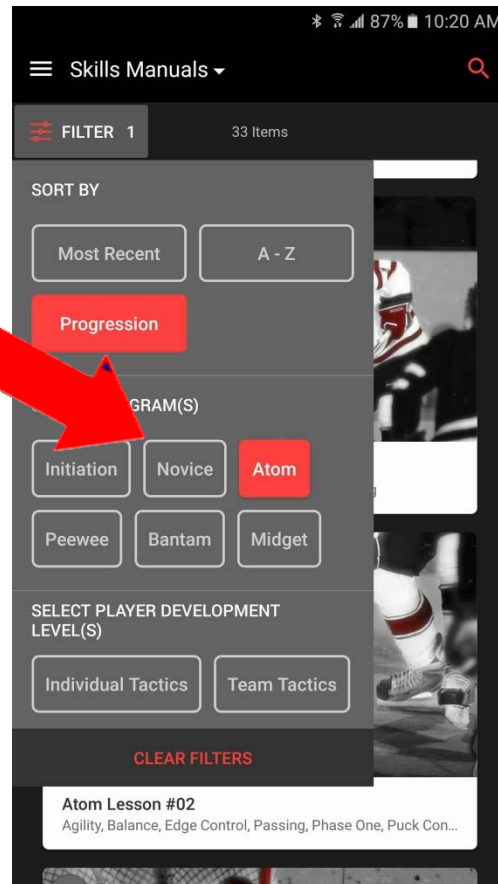 87% 10:20 AM
Skills Manuals
FILTER 1
33 Items
SORT BY
Most Recent
A - Z
Progression
GRAM(S)
Initiation
Novice
Atom
Peewee
Bantam
Midget
SELECT PLAYER DEVELOPMENT
LEVEL(S)
Individual Tactics
Team Tactics
CLEAR FILTERS
Atom Lesson #02
Agility, Balance, Edge Control, Passing, Phase One, Puck Con...